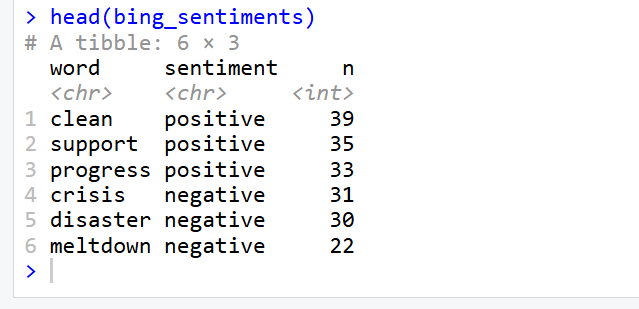 > head(bing_sentiments)
# A tibble: 6 × 3
  word     sentiment     n
  <chr>    <chr>     <int>
1 clean    positive     39
2 support  positive     35
3 progress positive     33
4 crisis   negative     31
5 disaster negative     30
6 meltdown negative     22
>